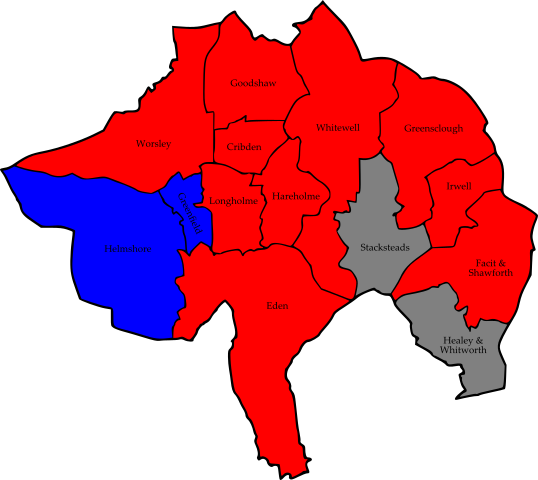 Goodshaw
Whitewell
Greensclough
Worsley
Cribden
Irwell
Longholme
Hareholme
Greenfield
Helmshore
Stacksteads
Facit &
Shawforth
Eden
Healey &
Whitworth